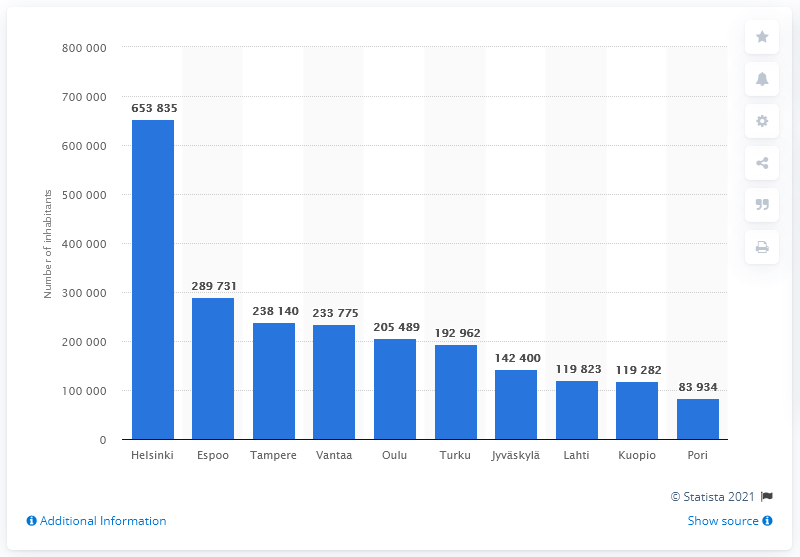 800 000
700 000
600 000
500 000
400 000
300 000
200 000
100 000
0
Number of inhabitants
653 835
289 731
238 140
233 775
205 489
192 962
142 400
119 823
119 282
83 934
Helsinki
Espoo
Tampere
Vantaa
Oulu
Turku
Jyväskylä
Lahti
Kuopio
Pori
© Statista 2021
Additional Information
Show source